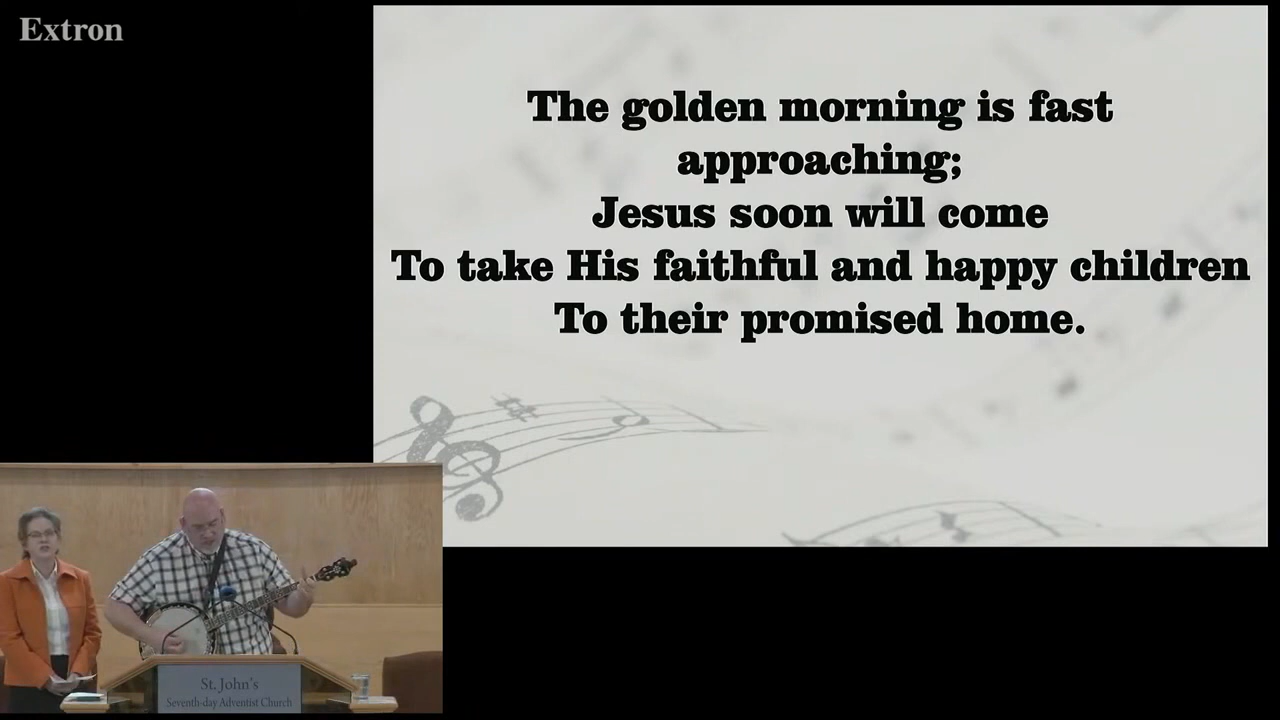 Extron
The golden morning is fast
approaching;
Jesus soon will come
To take His faithful and happy children
To their promised home.
St. John's
Seventh-day Adventist Church